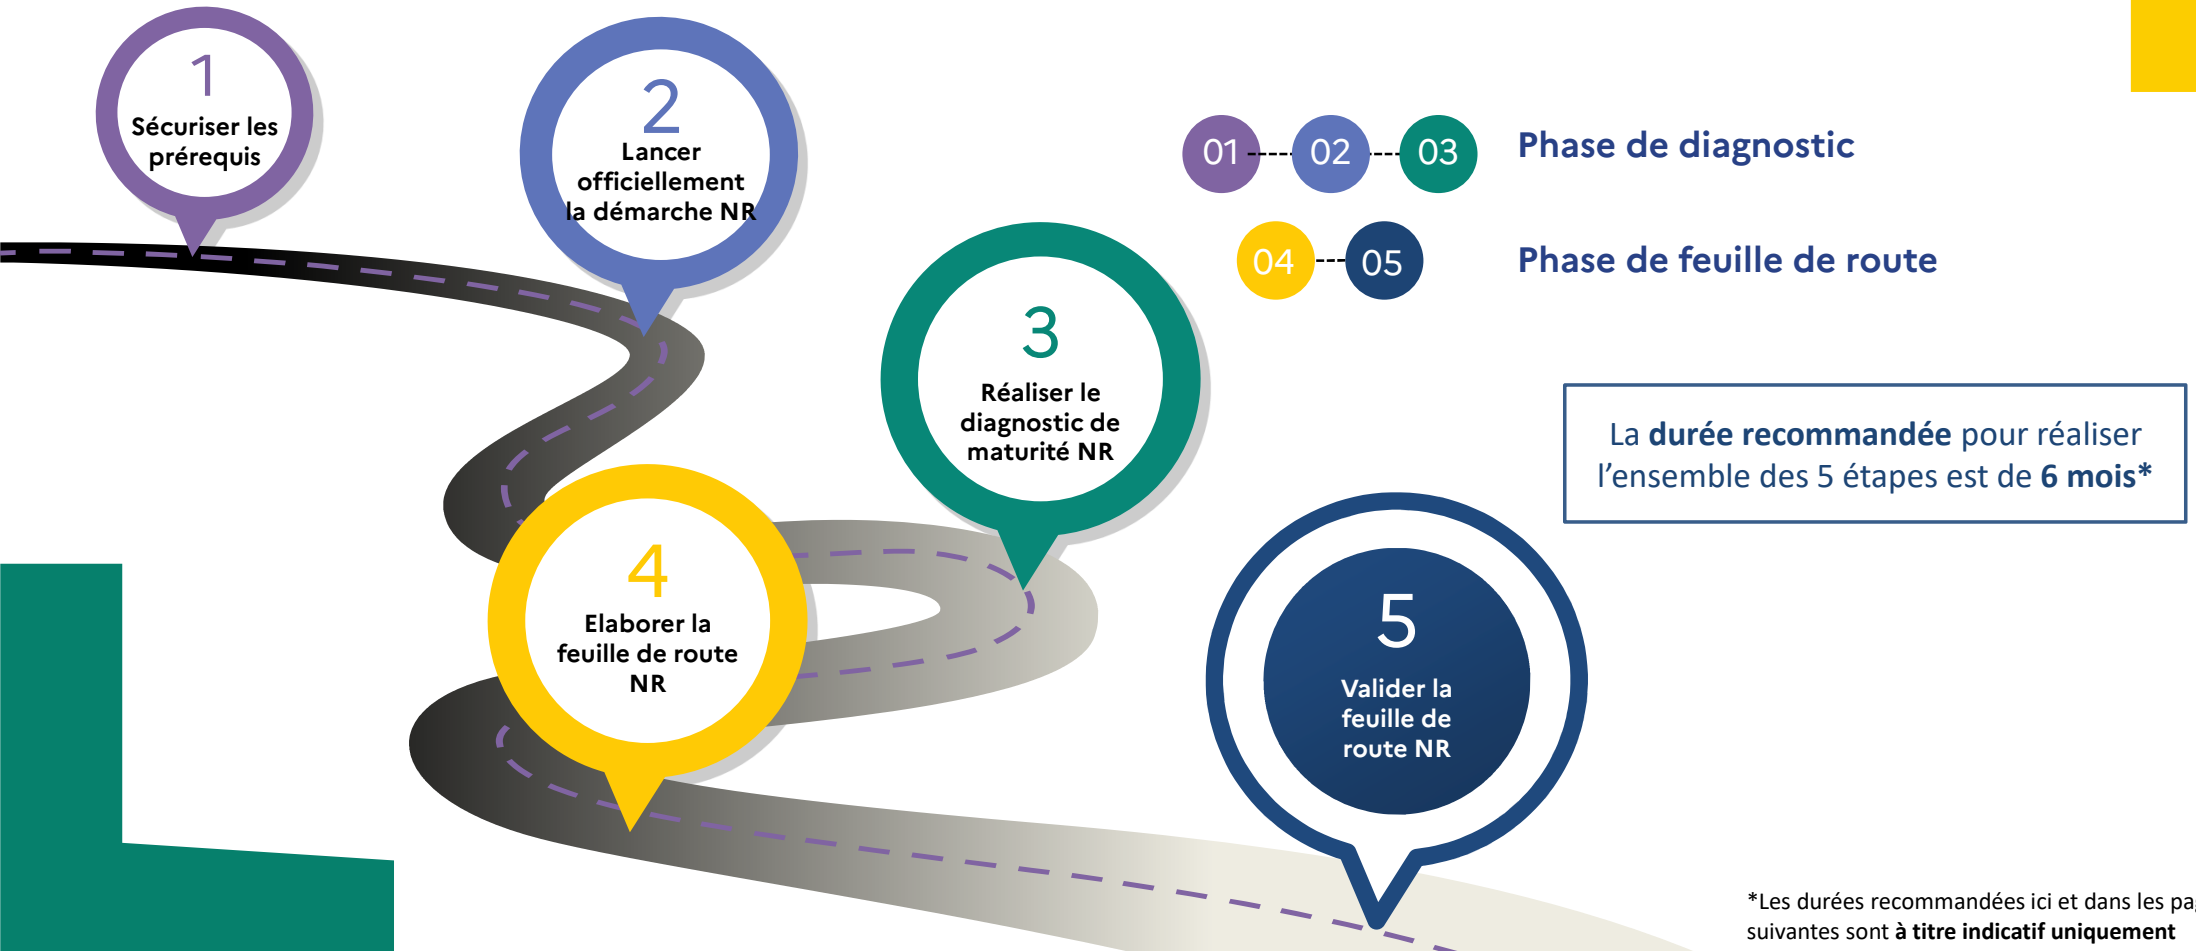 1
Sécuriser les
prérequis
2
Lancer
officiellement
la démarche NR
01
02
03
Phase de diagnostic
04
05
Phase de feuille de route
3
Réaliser le
diagnostic de
maturité NR
La durée recommandée pour réaliser
l’ensemble des 5 étapes est de 6 mois*
4
Elaborer la
feuille de route
NR
5
Valider la
feuille de
route NR
*Les durées recommandées ici et dans les
suivantes sont à titre indicatif uniquement